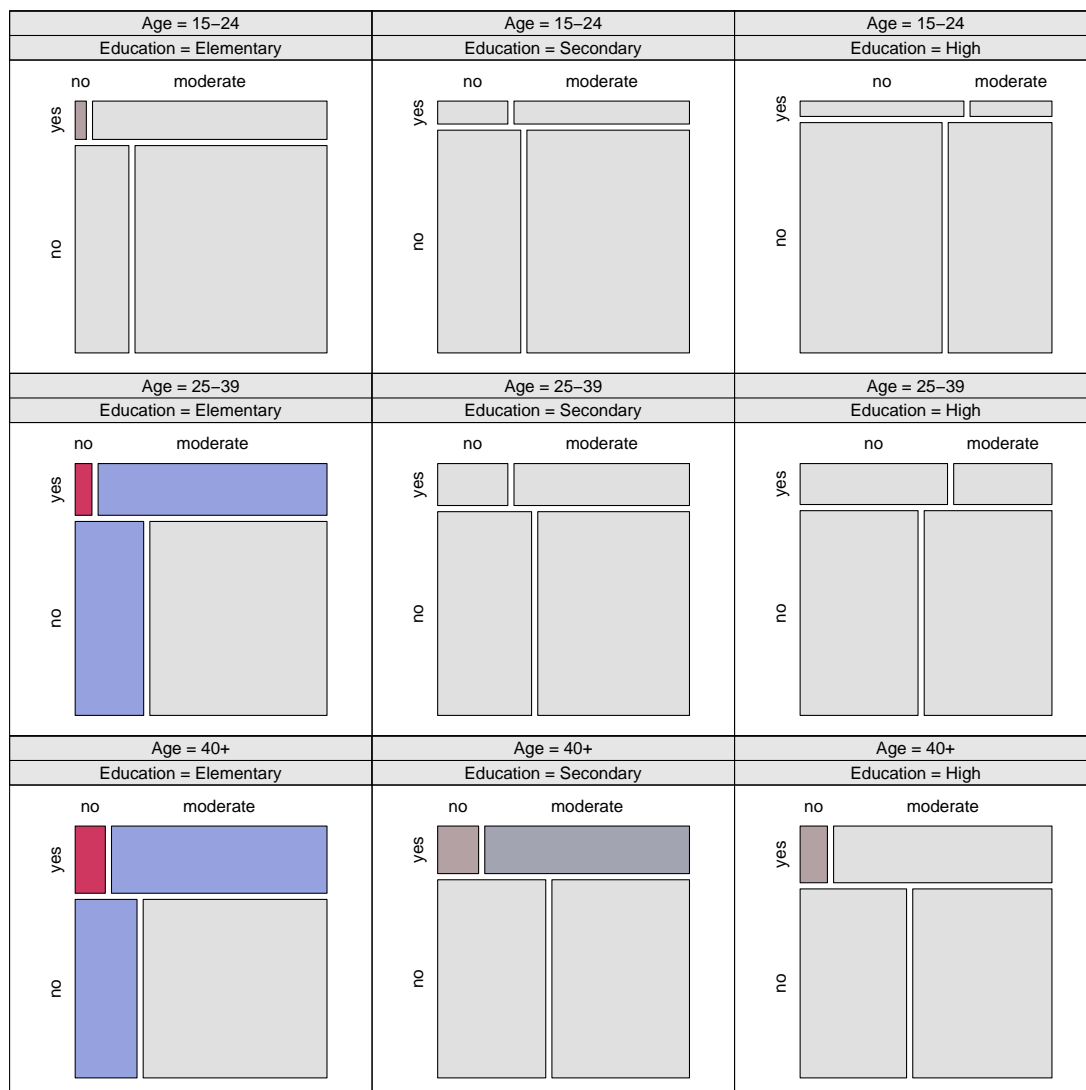 Age = 15−24
Education = Elementary
no moderate
yes
no
Age = 15−24
Education = Secondary
no moderate
yes
no
Age = 15−24
Education = High
no moderate
yes
no
Age = 25−39
Education = Elementary
no moderate
yes
no
Age = 25−39
Education = Secondary
no moderate
yes
no
Age = 25−39
Education = High
no moderate
yes
no
Age = 40+
Education = Elementary
no moderate
yes
no
Age = 40+
Education = Secondary
no moderate
yes
no
Age = 40+
Education = High
no moderate
yes
no